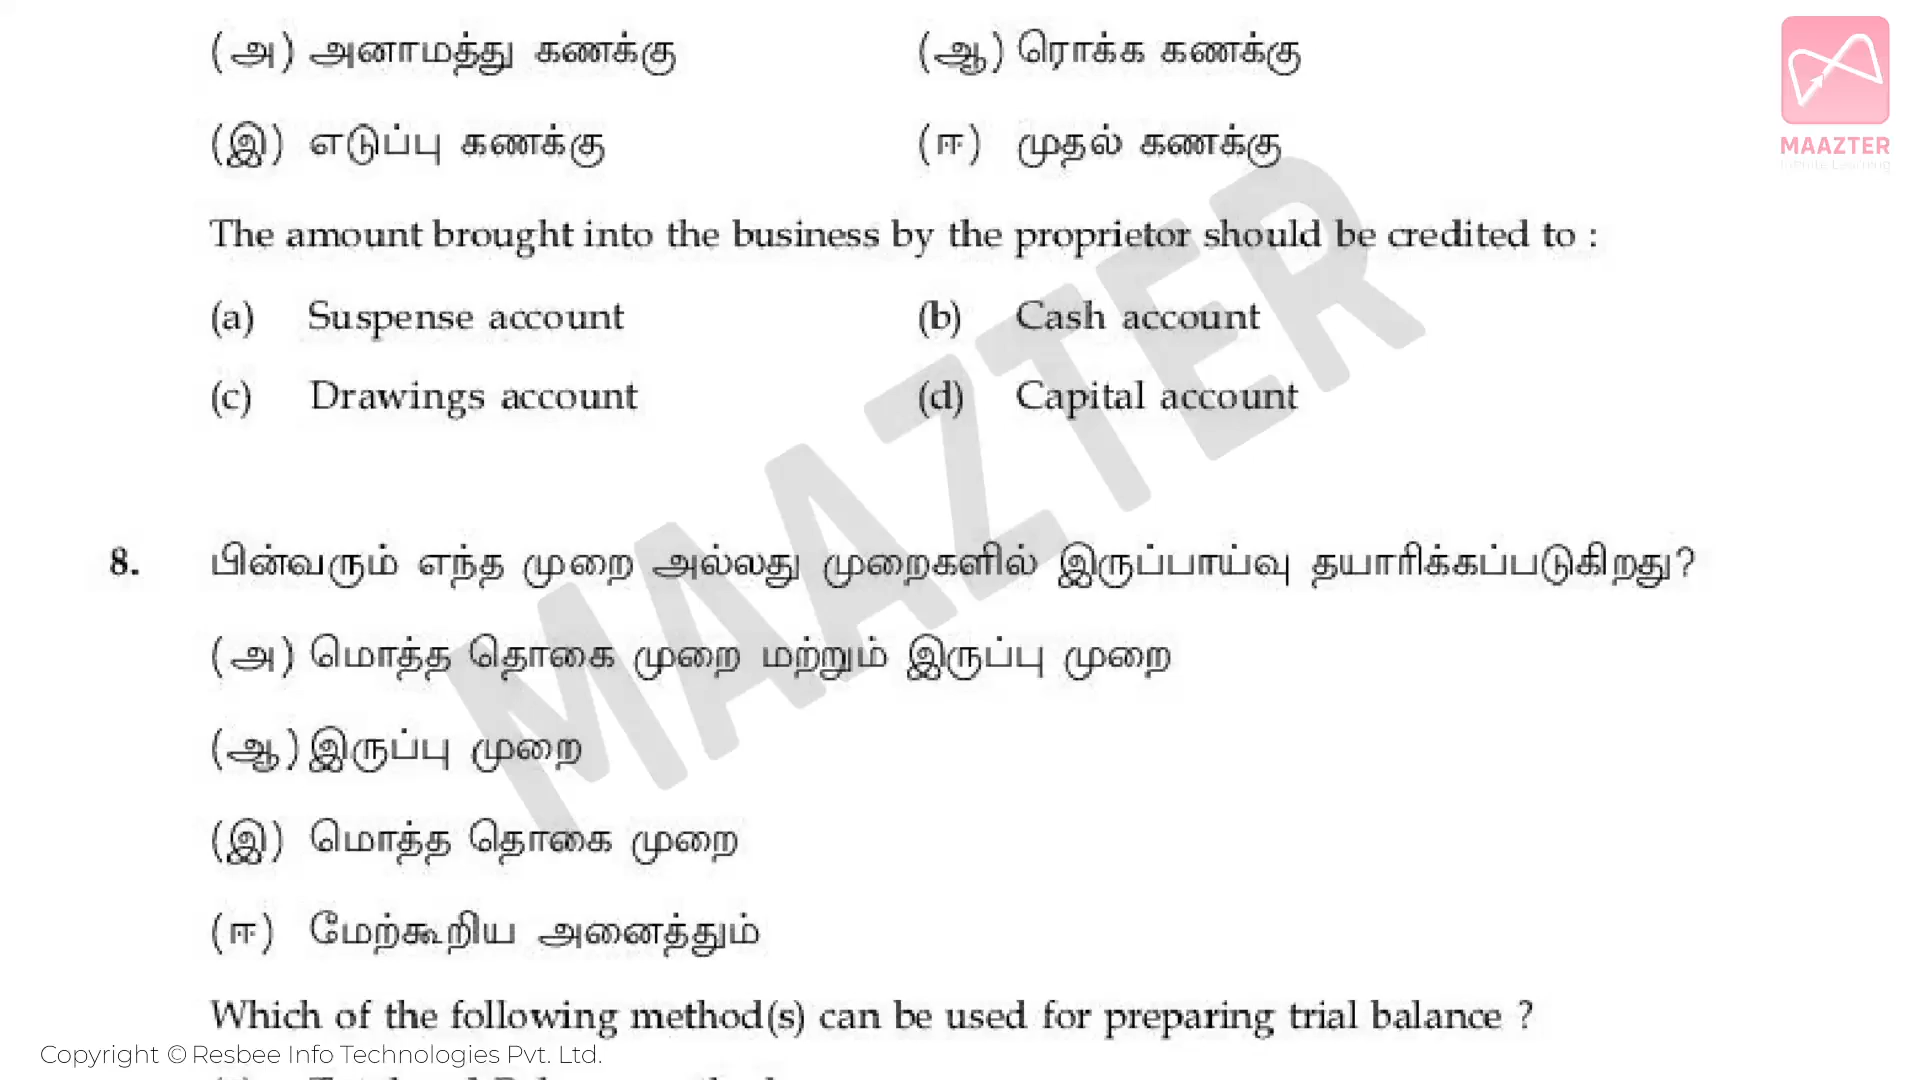 (அ) அனாமத்து கணக்கு (ஆ) ரொக்க கணக்கு
(இ) எடுப்பு கணக்கு (ஈ) முதல் கணக்கு
The amount brought into the business by the proprietor should be credited to :
(a) Suspense account (b) Cash account
(c) Drawings account (d) Capital account
8. பின்வரும் எந்த முறை அல்லது முறைகளில் இருப்பாய்வு தயாரிக்கப்படுகிறது?
(அ) மொத்த தொகை முறை மற்றும் இருப்பு முறை
(ஆ) இருப்பு முறை
(இ) மொத்த தொகை முறை
(ஈ) மேற்கூறிய அனைத்தும்
Which of the following method(s) can be used for preparing trial balance ?
Copyright © Resbee Info Technologies Pvt. Ltd.
MAAZTER
Infinite Learning
MAAZTER